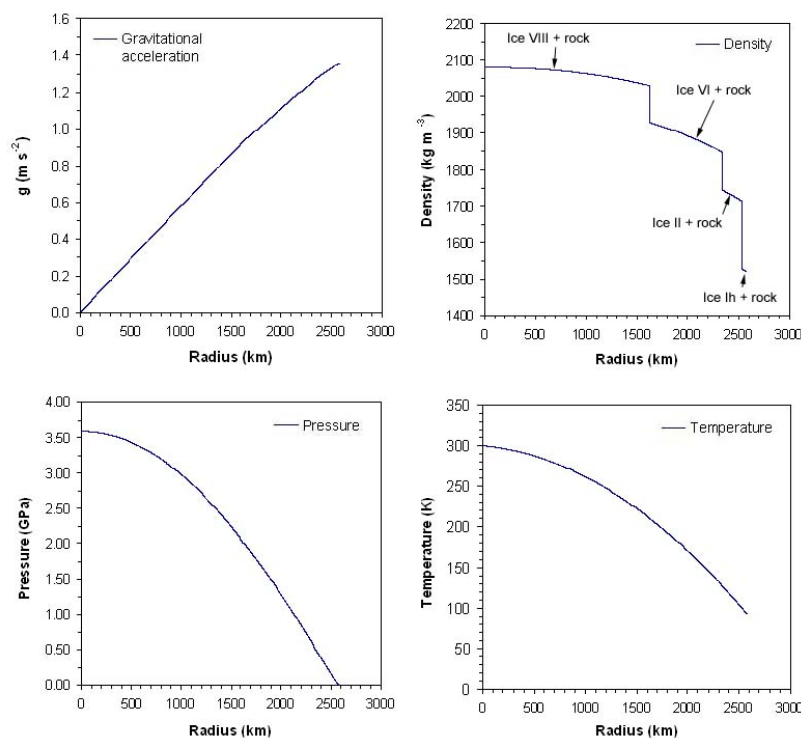 Gravitational
acceleration
g (m s⁻²)
1.6
1.4
1.2
1.0
0.8
0.6
0.4
0.2
0.0
0 500 1000 1500 2000 2500 3000
Radius (km)
Density
Ice VIII + rock
Ice VI + rock
Ice II + rock
Ice Ih + rock
Density (kg m⁻³)
2200
2100
2000
1900
1800
1700
1600
1500
1400
0 500 1000 1500 2000 2500 3000
Radius (km)
Pressure
Pressure (GPa)
4.00
3.50
3.00
2.50
2.00
1.50
1.00
0.50
0.00
0 500 1000 1500 2000 2500 3000
Radius (km)
Temperature
Temperature (K)
350
300
250
200
150
100
50
0
0 500 1000 1500 2000 2500 3000
Radius (km)